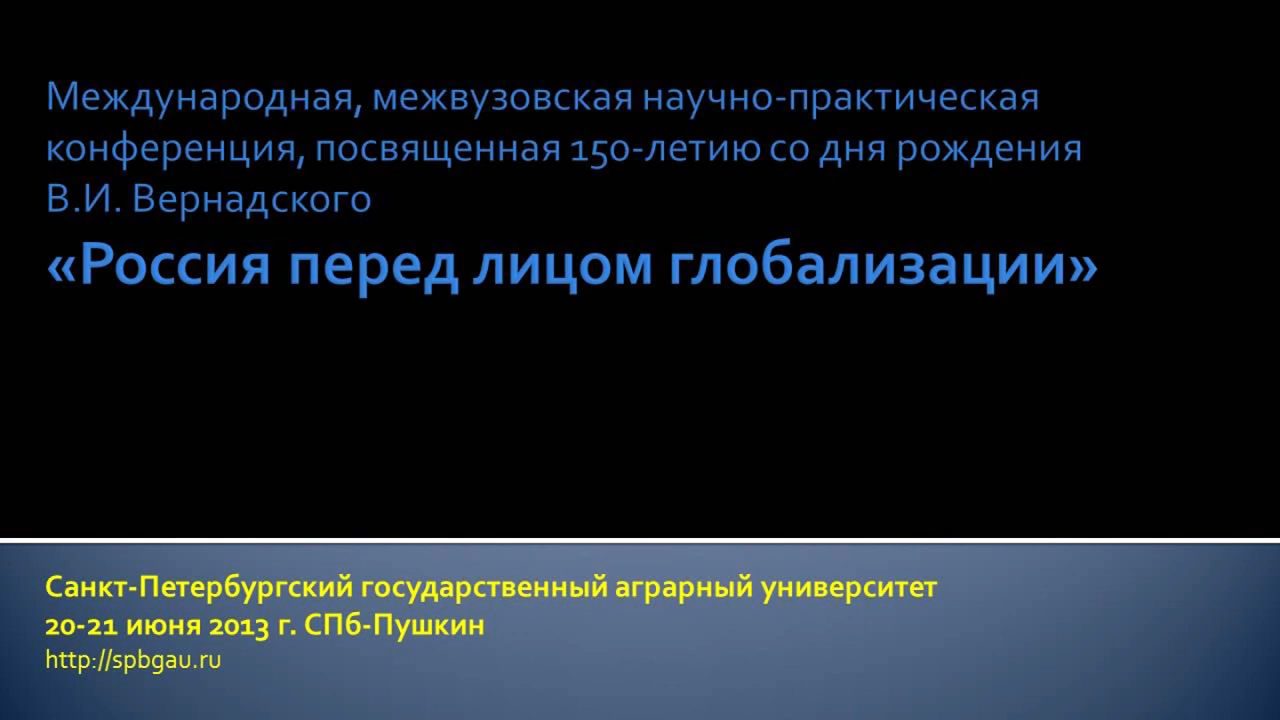 Международная, межвузовская научно-практическая
конференция, посвященная 150-летию со дня рождения
В.И. Вернадского
«Россия перед лицом глобализации»
Санкт-Петербургский государственный аграрный университет
20-21 июня 2013 г. СПб-Пушкин
http://spbgau.ru